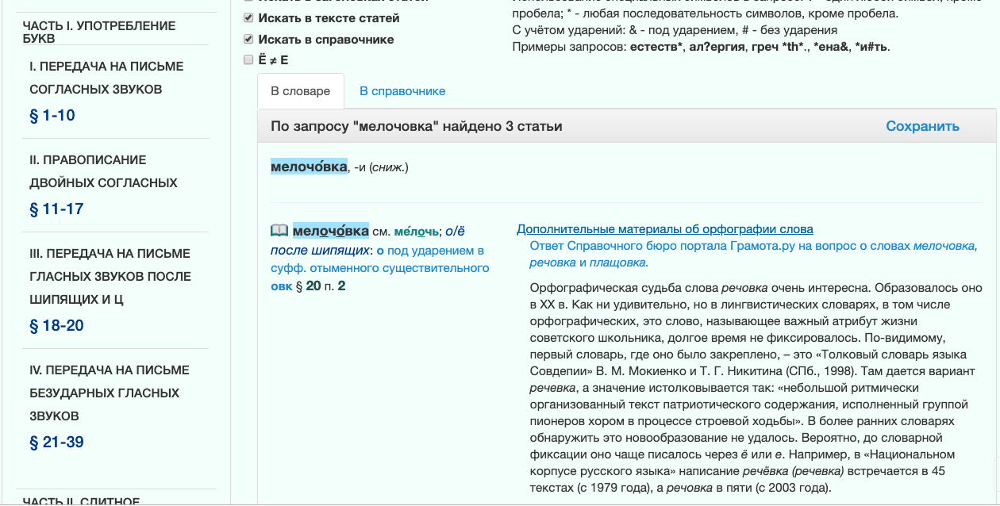 ЧАСТЬ I. УПОТРЕБЛЕНИЕ
БУКВ
I. ПЕРЕДАЧА НА ПИСЬМЕ
СОГЛАСНЫХ ЗВУКОВ
§ 1-10
II. ПРАВОПИСАНИЕ
ДВОЙНЫХ СОГЛАСНЫХ
§ 11-17
III. ПЕРЕДАЧА НА ПИСЬМЕ
ГЛАСНЫХ ЗВУКОВ ПОСЛЕ
ШИПЯЩИХ И Ц
§ 18-20
IV. ПЕРЕДАЧА НА ПИСЬМЕ
БЕЗУДАРНЫХ ГЛАСНЫХ
ЗВУКОВ
§ 21-39
ЧАСТЬ II. СЛИТНОЕ
Искать в тексте статей
Искать в справочнике
Ё ≠ Е
пробела; * - любая последовательность символов, кроме пробела.
С учётом ударений: & - под ударением, # - без ударения
Примеры запросов: естеств*, ал?ергия, греч *th*., *ена&, *и#ть.
В словаре
В справочнике
По запросу "мелочовка" найдено 3 статьи
Сохранить
мелочо́вка, -и (сниж.)
мелочо́вка см. ме́лочь; о/ё
после шипящих: о под ударением в
суфф. отыменного существительного
овк § 20 п. 2
Дополнительные материалы об орфографии слова
Ответ Справочного бюро портала Грамота.ру на вопрос о словах мелочовка,
речовка и плащовка.
Орфографическая судьба слова речовка очень интересна. Образовалось оно
в XX в. Как ни удивительно, но в лингвистических словарях, в том числе
орфографических, это слово, называющее важный атрибут жизни
советского школьника, долгое время не фиксировалось. По-видимому,
первый словарь, где оно было закреплено, – это «Толковый словарь языка
Совдепии» В. М. Мокиенко и Т. Г. Никитина (СПб., 1998). Там дается вариант
речевка, а значение истолковывается так: «небольшой ритмически
организованный текст патриотического содержания, исполненный группой
пионеров хором в процессе строевой ходьбы». В более ранних словарях
обнаружить это новообразование не удалось. Вероятно, до словарной
фиксации оно чаще писалось через ё или е. Например, в «Национальном
корпусе русского языка» написание речёвка (речевка) встречается в 45
текстах (с 1979 года), а речовка в пяти (с 2003 года).